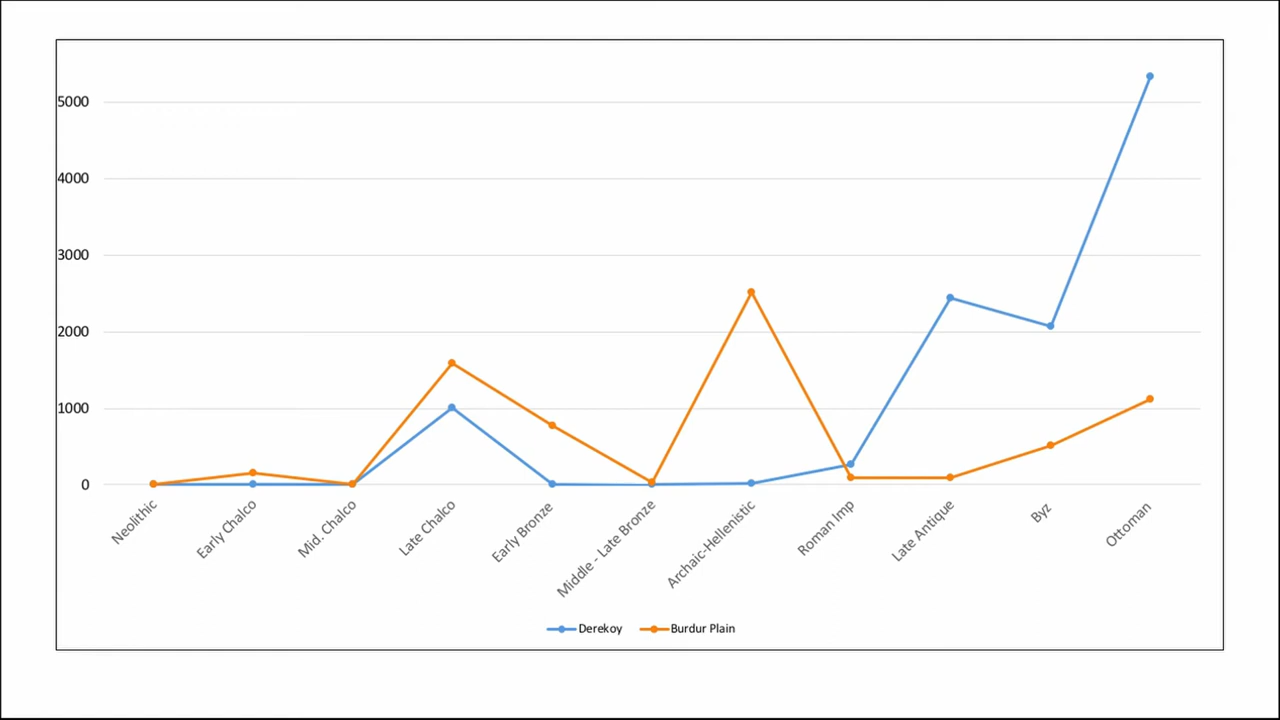 5000
4000
3000
2000
1000
0
Neolithic
Early Chalco
Mid. Chalco
Late Chalco
Early Bronze
Middle - Late Bronze
Archaic-Hellenistic
Roman Imp
Late Antique
Byz
Ottoman
Derekoy
Burdur Plain